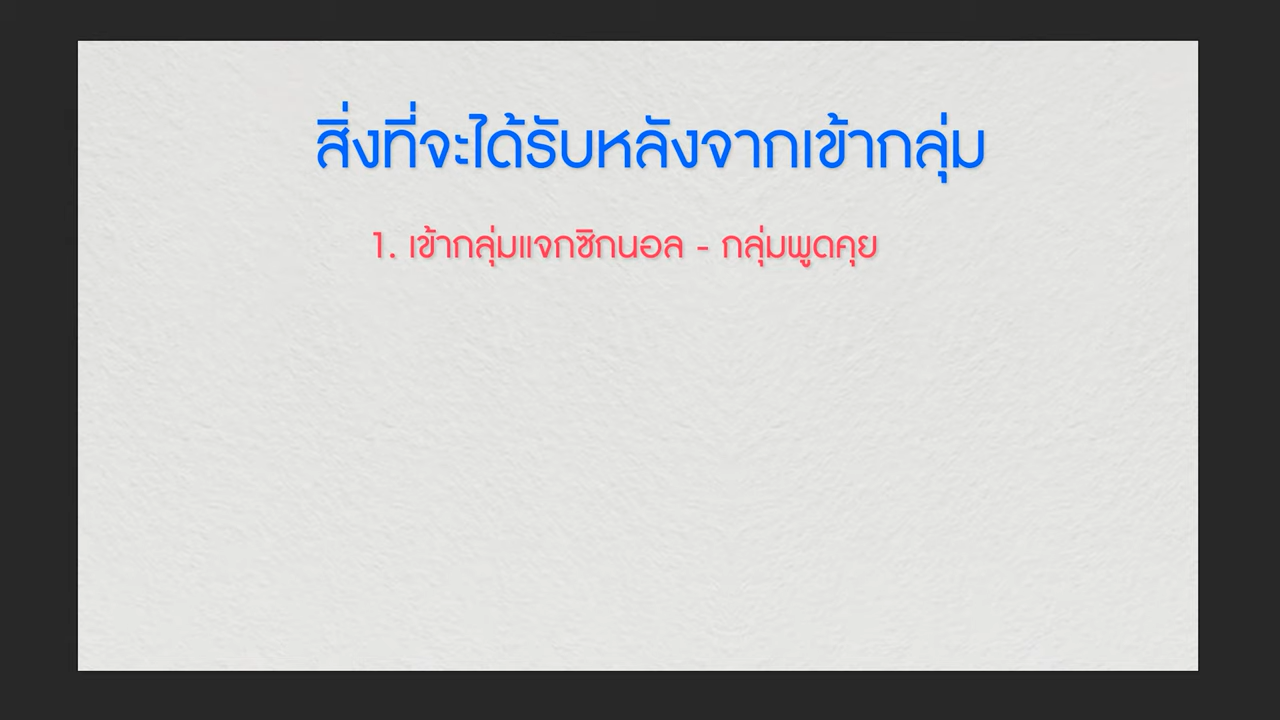 สิ่งที่จะได้รับหลังจากเข้ากลุ่ม
1. เข้ากลุ่มแจกซิกนอล - กลุ่มพูดคุย